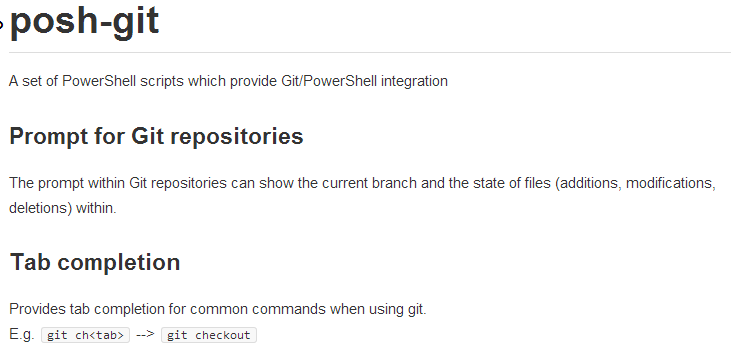 posh-git
A set of PowerShell scripts which provide Git/PowerShell integration
Prompt for Git repositories
The prompt within Git repositories can show the current branch and the state of files (additions, modifications,
deletions) within.
Tab completion
Provides tab completion for common commands when using git.
E.g. git ch<tab> --> git checkout